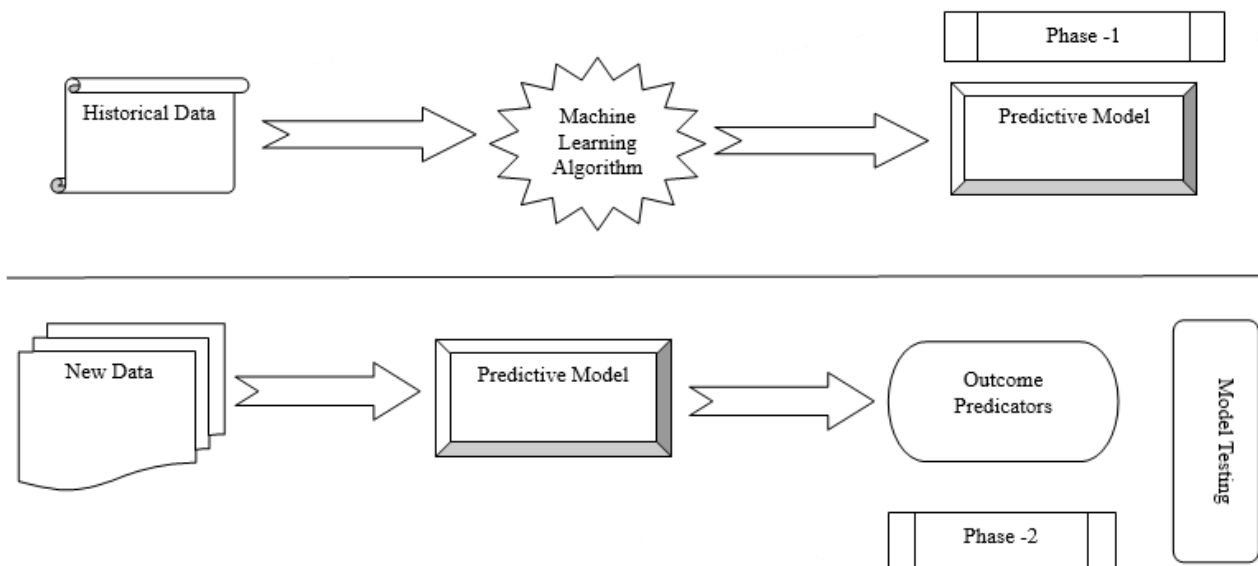 Phase -1
Historical Data
Machine
Learning
Algorithm
Predictive Model
New Data
Predictive Model
Outcome
Predicators
Model Testing
Phase -2